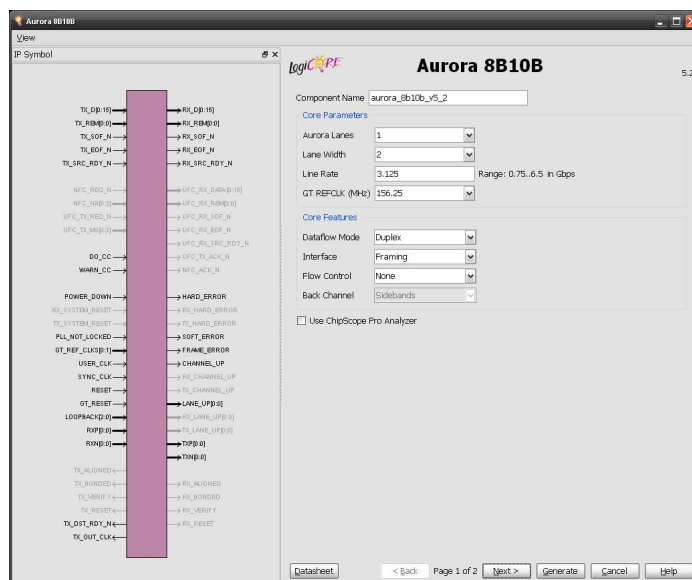 Aurora 8B10B
View
IP Symbol
TX_D[0:15]
TX_REM[0:0]
TX_SOF_N
TX_EOF_N
TX_SRC_RDY_N
NFC_REQ_N
NFC_NB[0:3]
UFC_TX_REQ_N
UFC_TX_MS[0:2]
DO_CC
WARN_CC
POWER_DOWN
RX_SYSTEM_RESET
TX_SYSTEM_RESET
PLL_NOT_LOCKED
GT_REF_CLKS[0:1]
USER_CLK
SYNC_CLK
RESET
GT_RESET
LOOPBACK[2:0]
RXP[0:0]
RXN[0:0]
TX_ALIGNED
TX_BONDED
TX_VERIFY
TX_RESET
TX_DST_RDY_N
TX_OUT_CLK
RX_D[0:15]
RX_REM[0:0]
RX_SOF_N
RX_EOF_N
RX_SRC_RDY_N
UFC_RX_DATA[0:15]
UFC_RX_REM[0:0]
UFC_RX_SOF_N
UFC_RX_EOF_N
UFC_RX_SRC_RDY_N
UFC_TX_ACK_N
NFC_ACK_N
HARD_ERROR
RX_HARD_ERROR
TX_HARD_ERROR
SOFT_ERROR
FRAME_ERROR
CHANNEL_UP
RX_CHANNEL_UP
TX_CHANNEL_UP
LANE_UP[0:0]
RX_LANE_UP[0:0]
TX_LANE_UP[0:0]
TXP[0:0]
TXN[0:0]
RX_ALIGNED
RX_BONDED
RX_VERIFY
RX_RESET
LogiCORE
Aurora 8B10B
5.2
Component Name aurora_8b10b_v5_2
Core Parameters
Aurora Lanes 1
Lane Width 2
Line Rate 3.125 Range: 0.75..6.5 in Gbps
GT REFCLK (MHz) 156.25
Core Features
Dataflow Mode Duplex
Interface Framing
Flow Control None
Back Channel Sidebands
Use ChipScope Pro Analyzer
Datasheet < Back Page 1 of 2 Next > Generate Cancel Help